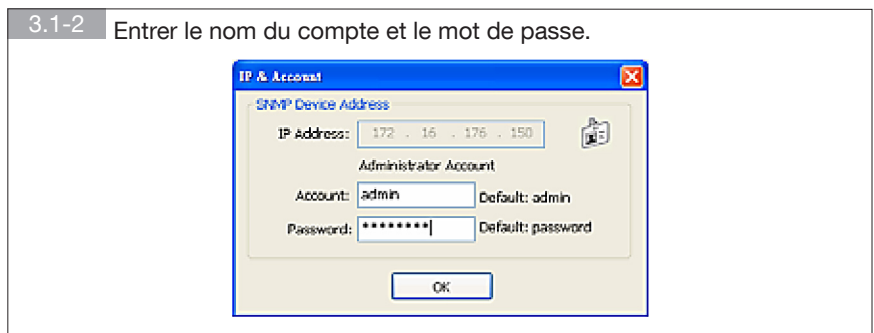 3.1-2 Entrer le nom du compte et le mot de passe.
IP & Account
SNMP Device Address
IP Address: 172 . 16 . 176 . 150
Administrator Account
Account: admin Default: admin
Password: ******** Default: password
OK